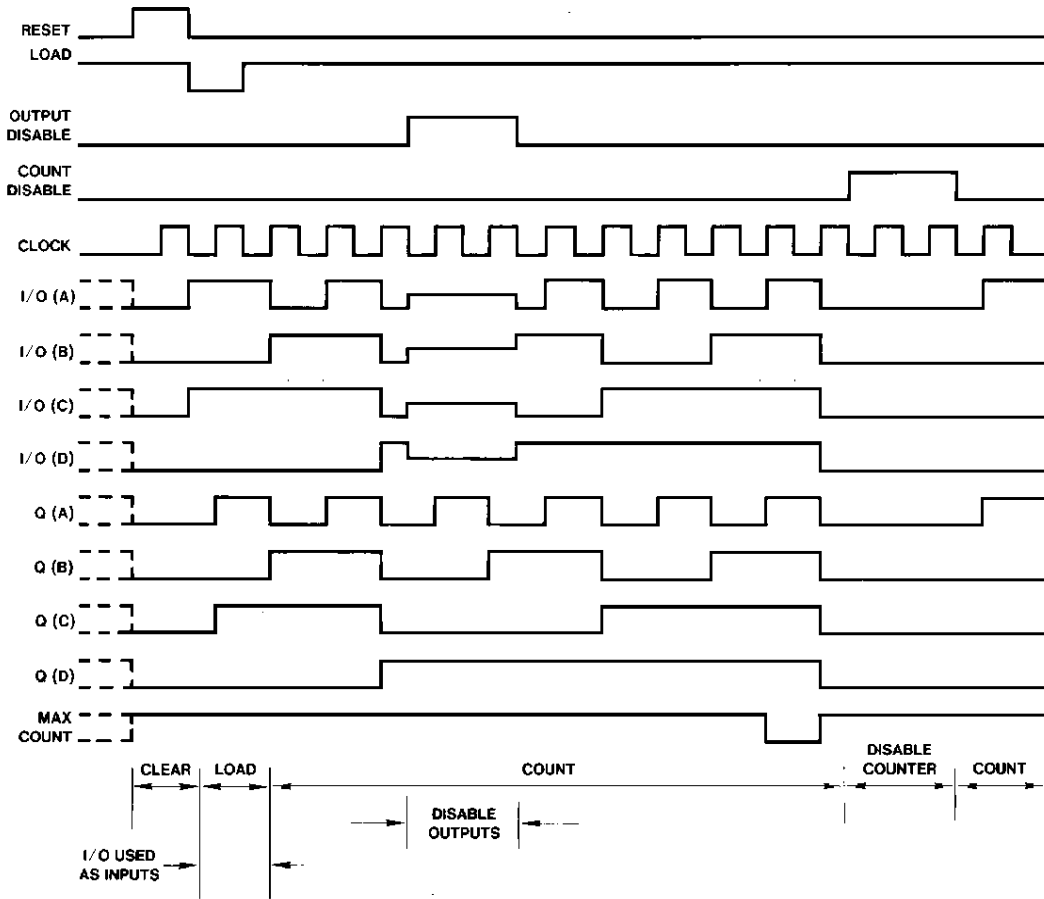 RESET
LOAD
OUTPUT
DISABLE
COUNT
DISABLE
CLOCK
I/O (A)
I/O (B)
I/O (C)
I/O (D)
Q (A)
Q (B)
Q (C)
Q (D)
MAX
COUNT
CLEAR
LOAD
COUNT
DISABLE
COUNTER
COUNT
DISABLE
OUTPUTS
I/O USED
AS INPUTS